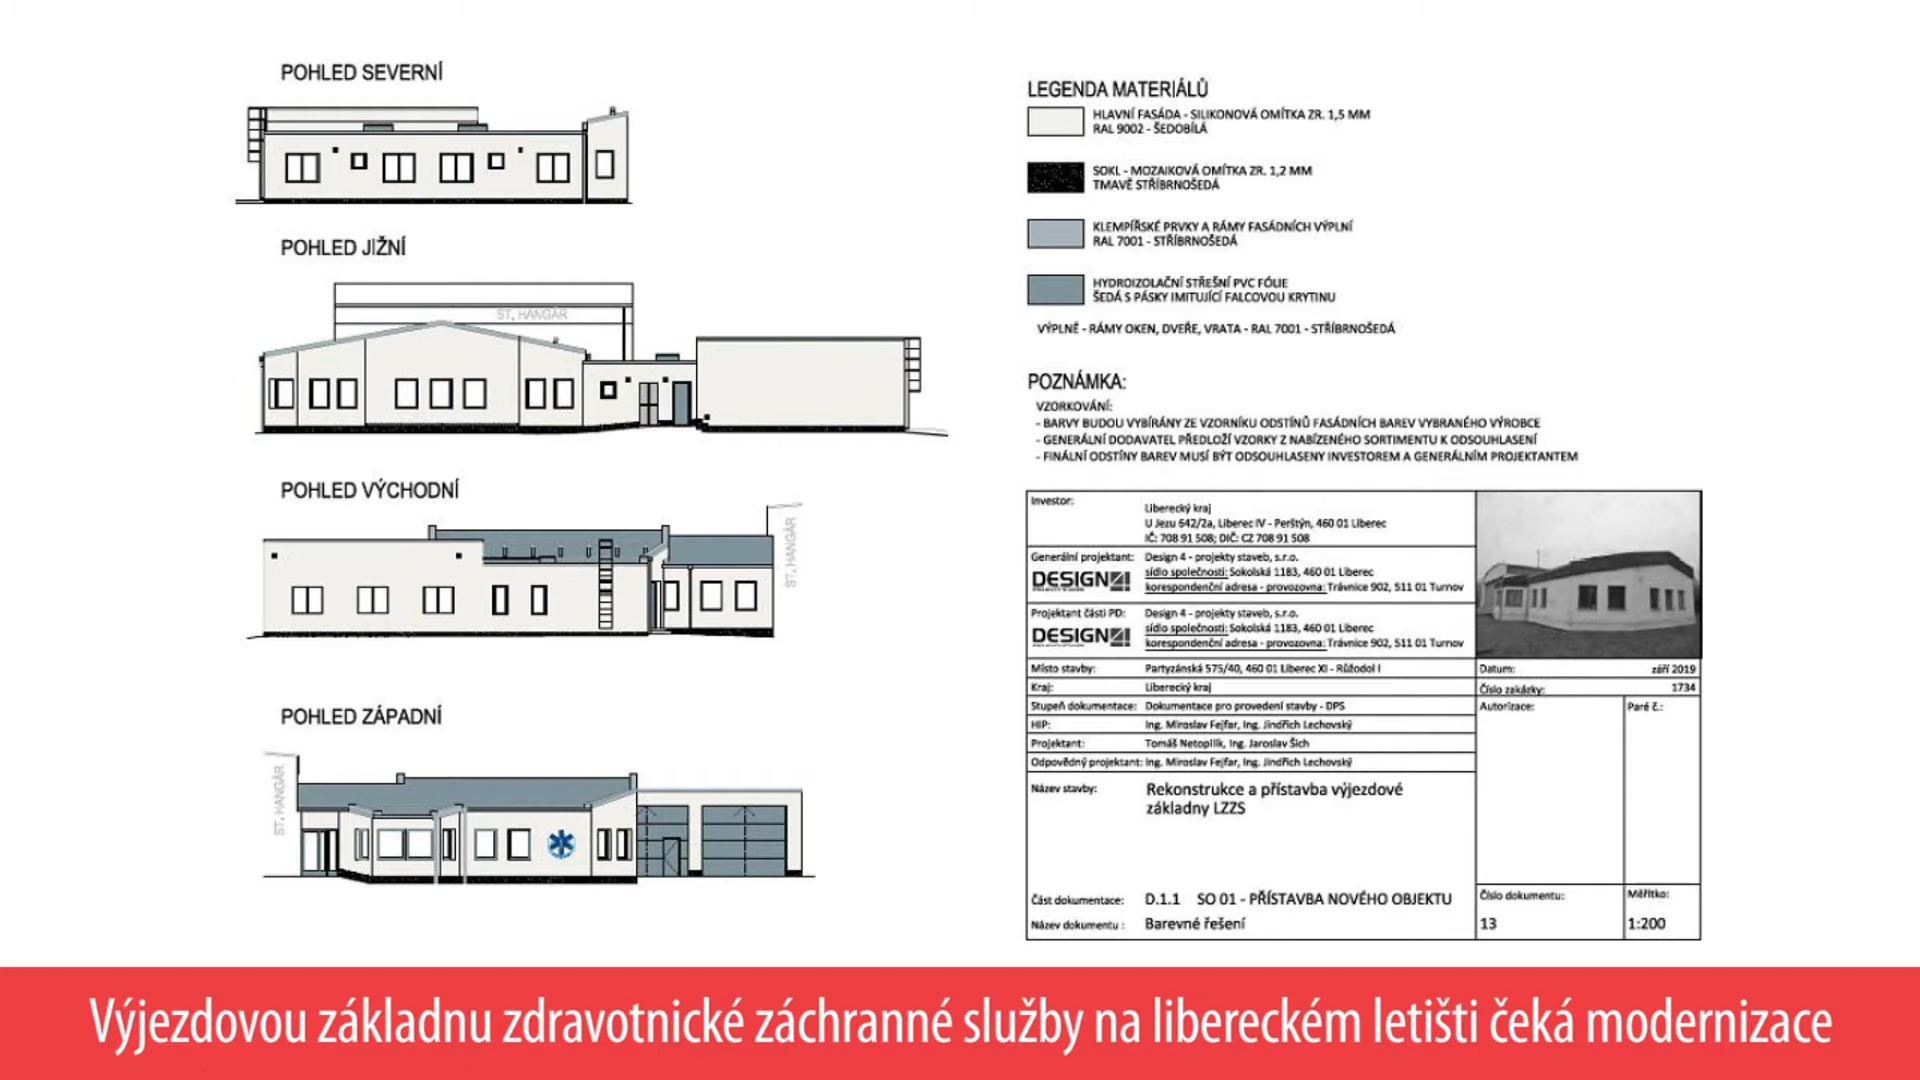 POHLED SEVERNÍ
POHLED JIŽNÍ
ST. HANGÁR
POHLED VÝCHODNÍ
ST. HANGÁR
POHLED ZÁPADNÍ
ST. HANGÁR
LEGENDA MATERIÁLŮ
HLAVNÍ FASÁDA - SILIKONOVÁ OMÍTKA ZR. 1,5 MM
RAL 9002 - ŠEDOBÍLÁ
SOKL - MOZAIKOVÁ OMÍTKA ZR. 1,2 MM
TMAVĚ STŘÍBRNOŠEDÁ
KLEMPÍŘSKÉ PRVKY A RÁMY FASÁDNÍCH VÝPLNÍ
RAL 7001 - STŘÍBRNOŠEDÁ
HYDROIZOLAČNÍ STŘEŠNÍ PVC FÓLIE
ŠEDÁ S PÁSKY IMITUJÍCÍ FALCOVOU KRYTINU
VÝPLNĚ - RÁMY OKEN, DVEŘE, VRATA - RAL 7001 - STŘÍBRNOŠEDÁ
POZNÁMKA:
VZORKOVÁNÍ:
- BARVY BUDOU VYBÍRÁNY ZE VZORNÍKU ODSTÍNŮ FASÁDNÍCH BAREV VYBRANÉHO VÝROBCE
- GENERÁLNÍ DODAVATEL PŘEDLOŽÍ VZORKY Z NABÍZENÉHO SORTIMENTU K ODSOUHLASENÍ
- FINÁLNÍ ODSTÍNY BAREV MUSÍ BÝT ODSOUHLASENY INVESTOREM A GENERÁLNÍM PROJEKTANTEM
Investor:
Liberecký kraj
U Jezu 642/2a, Liberec IV - Perštýn, 460 01 Liberec
IČ: 708 91 508; DIČ: CZ 708 91 508
Generální projektant: Design 4 - projekty staveb, s.r.o.
DESIGN4 sídlo společnosti: Sokolská 1183, 460 01 Liberec
korespondenční adresa - provozovna: Trávnice 902, 511 01 Turnov
Projektant části PD: Design 4 - projekty staveb, s.r.o.
DESIGN4 sídlo společnosti: Sokolská 1183, 460 01 Liberec
korespondenční adresa - provozovna: Trávnice 902, 511 01 Turnov
Místo stavby: Partyzánská 575/40, 460 01 Liberec XI - Růžodol I
Datum: září 2019
Kraj: Liberecký kraj
Číslo zakázky: 1734
Stupeň dokumentace: Dokumentace pro provedení stavby - DPS
Autorizace: Paré č.:
HIP: Ing. Miroslav Fejfar, Ing. Jindřich Lechovský
Projektant: Tomáš Netoplík, Ing. Jaroslav Šich
Odpovědný projektant: Ing. Miroslav Fejfar, Ing. Jindřich Lechovský
Název stavby: Rekonstrukce a přístavba výjezdové
základny LZZS
Část dokumentace: D.1.1 SO 01 - PŘÍSTAVBA NOVÉHO OBJEKTU
Název dokumentu : Barevné řešení
Číslo dokumentu: Měřítko:
13 1:200
Výjezdovou základnu zdravotnické záchranné služby na libereckém letišti čeká modernizace